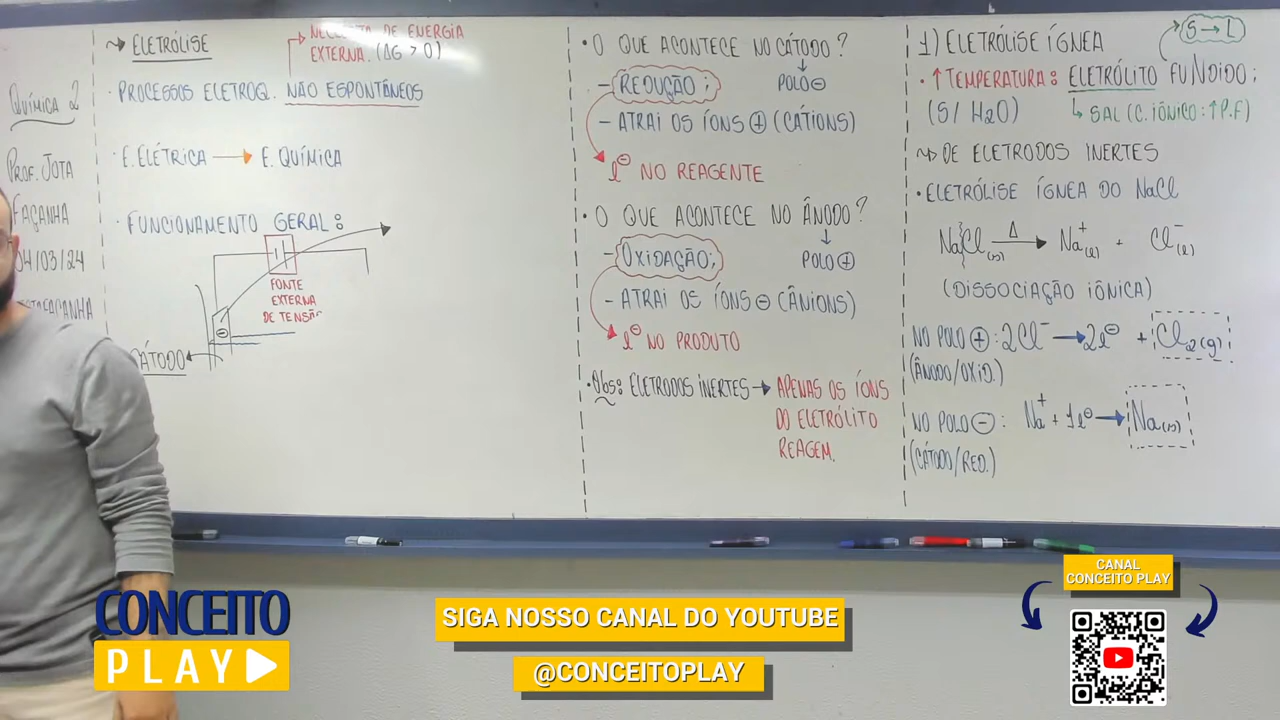 QUÍMICA 2
PROF. JOTA
FAÇANHA
04/03/24
ELETRÓLISE
NECESSITA DE ENERGIA
EXTERNA. (ΔG > 0)
• PROCESSOS ELETROQ. NÃO ESPONTÂNEOS
• E. ELÉTRICA → E. QUÍMICA
• FUNCIONAMENTO GERAL:
FONTE
EXTERNA
DE TENSÃO
⊖
CÁTODO
• O QUE ACONTECE NO CÁTODO?
POLO ⊖
- REDUÇÃO;
- ATRAI OS ÍONS ⊕ (CÁTIONS)
e⊖ NO REAGENTE
• O QUE ACONTECE NO ÂNODO?
POLO ⊕
- OXIDAÇÃO;
- ATRAI OS ÍONS ⊖ (ÂNIONS)
e⊖ NO PRODUTO
• Obs: ELETRODOS INERTES → APENAS OS ÍONS
DO ELETRÓLITO
REAGEM.
S → L
1) ELETRÓLISE ÍGNEA
• ↑ TEMPERATURA: ELETRÓLITO FUNDIDO;
(S/ H2O) ↳ SAL (C. IÔNICO: ↑P.F)
DE ELETRODOS INERTES
• ELETRÓLISE ÍGNEA DO NaCl
NaCl(s) Δ→ Na+(l) + Cl-(l)
(DISSOCIAÇÃO IÔNICA)
NO POLO ⊕: 2Cl- → 2e⊖ + Cl2(g)
(ÂNODO/OXID.)
NO POLO ⊖: Na+ + 1e⊖ → Na(s)
(CÁTODO/RED.)
CONCEITO
PLAY
SIGA NOSSO CANAL DO YOUTUBE
@CONCEITOPLAY
CANAL
CONCEITO PLAY